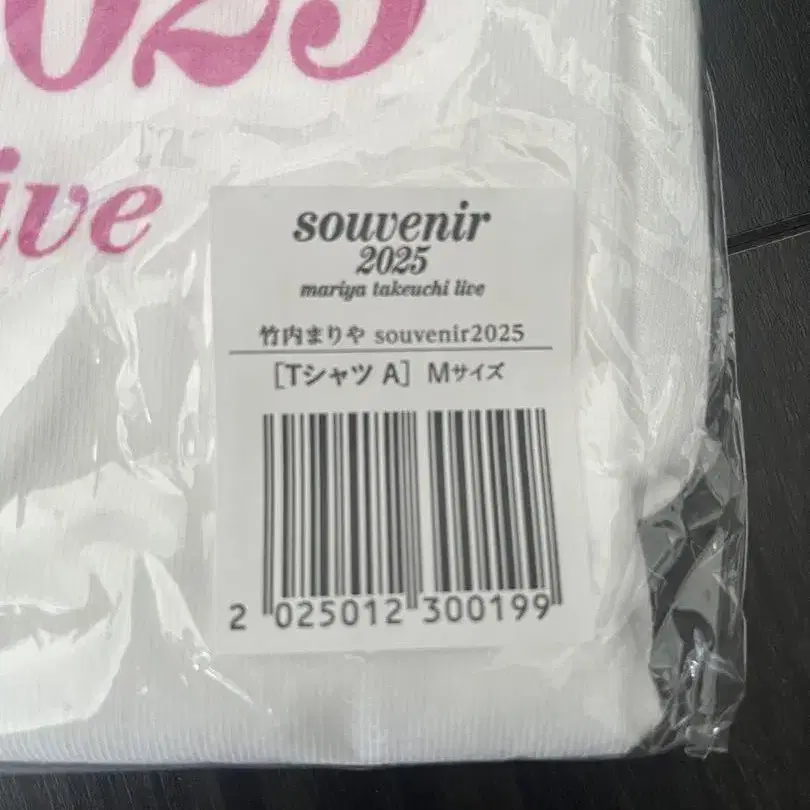 025
ive
souvenir
2025
mariya takeuchi live
竹内まりや souvenir2025
[Tシャツ A] Mサイズ
2 025012 300199